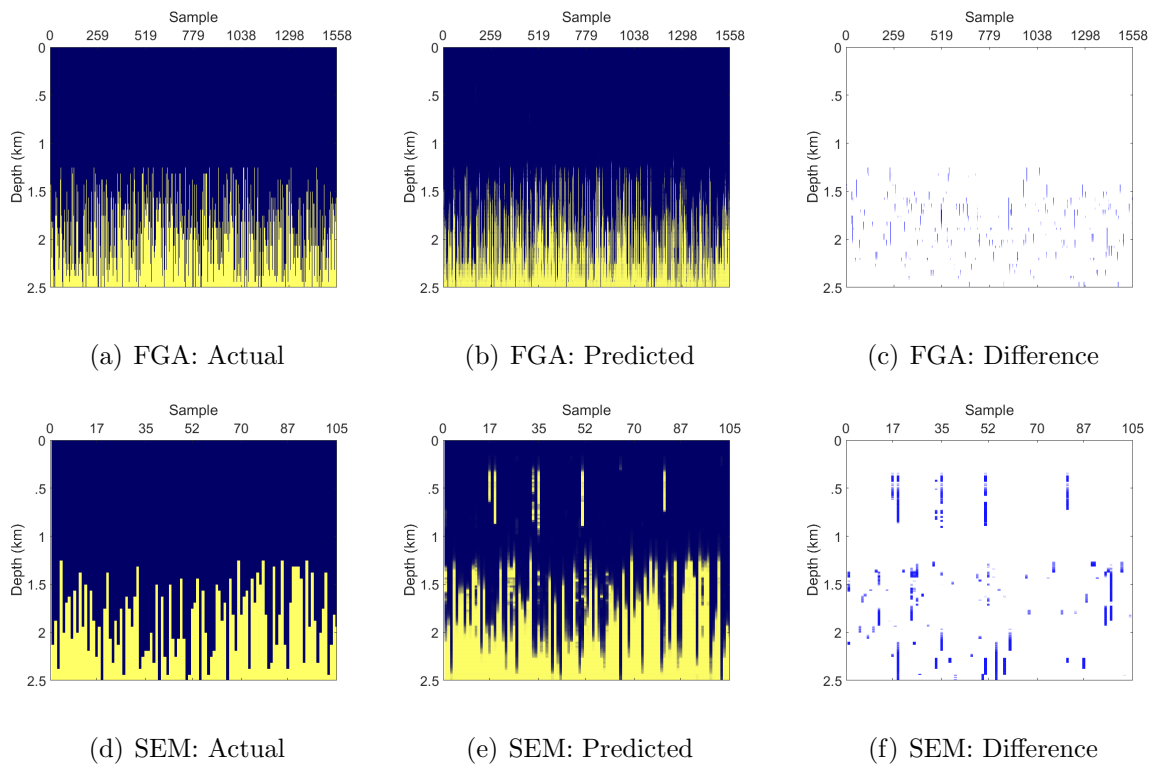 Sample Sample Sample
0 259 519 779 1038 1298 1558 0 259 519 779 1038 1298 1558 0 259 519 779 1038 1298 1558
Depth (km) Depth (km) Depth (km)
0 0 0
.5 .5 .5
1 1 1
1.5 1.5 1.5
2 2 2
2.5 2.5 2.5
(a) FGA: Actual (b) FGA: Predicted (c) FGA: Difference
Sample Sample Sample
0 17 35 52 70 87 105 0 17 35 52 70 87 105 0 17 35 52 70 87 105
Depth (km) Depth (km) Depth (km)
0 0 0
.5 .5 .5
1 1 1
1.5 1.5 1.5
2 2 2
2.5 2.5 2.5
(d) SEM: Actual (e) SEM: Predicted (f) SEM: Difference